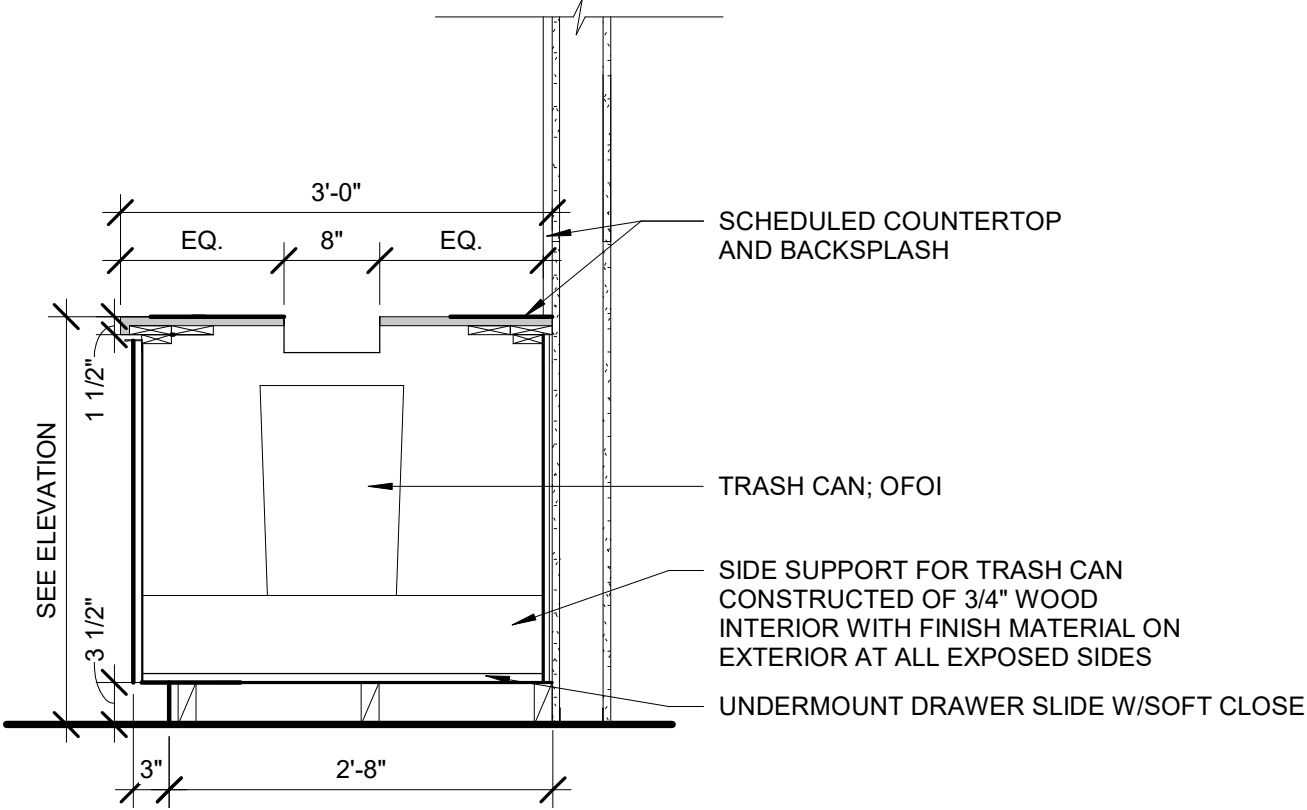 3'-0"
EQ.
8"
EQ.
SCHEDULED COUNTERTOP
AND BACKSPLASH
1 1/2"
SEE ELEVATION
TRASH CAN; OFOI
SIDE SUPPORT FOR TRASH CAN
CONSTRUCTED OF 3/4" WOOD
INTERIOR WITH FINISH MATERIAL ON
EXTERIOR AT ALL EXPOSED SIDES
3 1/2"
UNDERMOUNT DRAWER SLIDE W/SOFT CLOSE
3"
2'-8"